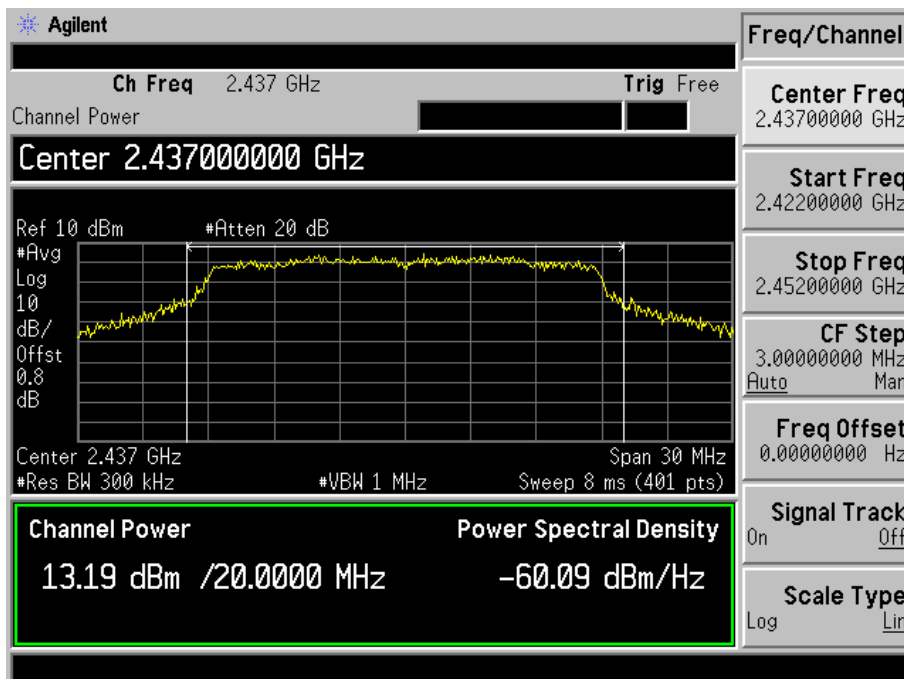 Agilent
Freq/Channel
Ch Freq 2.437 GHz Trig Free
Channel Power
Center 2.437000000 GHz
Ref 10 dBm #Atten 20 dB
#Avg
Log
10
dB/
Offst
0.8
dB
Center 2.437 GHz Span 30 MHz
#Res BW 300 kHz #VBW 1 MHz Sweep 8 ms (401 pts)
Channel Power Power Spectral Density
13.19 dBm /20.0000 MHz -60.09 dBm/Hz
Center Freq
2.43700000 GHz
Start Freq
2.42200000 GHz
Stop Freq
2.45200000 GHz
CF Step
3.00000000 MHz
Auto Man
Freq Offset
0.00000000 Hz
Signal Track
On Off
Scale Type
Log Lin